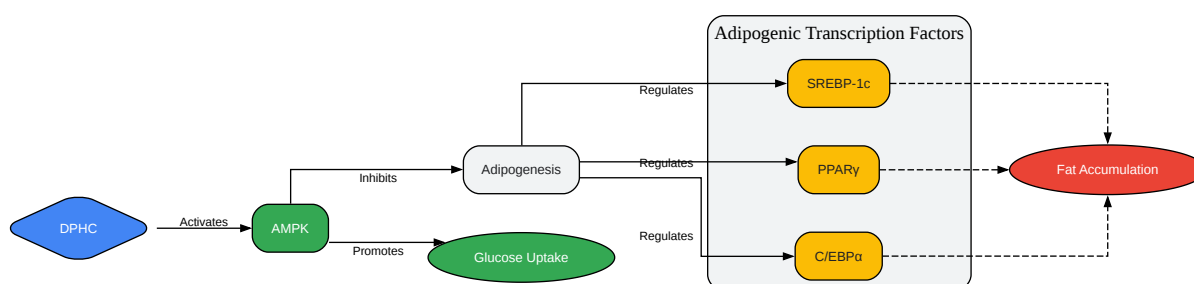 Adipogenic Transcription Factors
SREBP-1c
Regulates
Adipogenesis
Regulates
PPARγ
Fat Accumulation
Inhibits
DPHC
Activates
AMPK
Promotes
Glucose Uptake
Regulates
C/EBPα